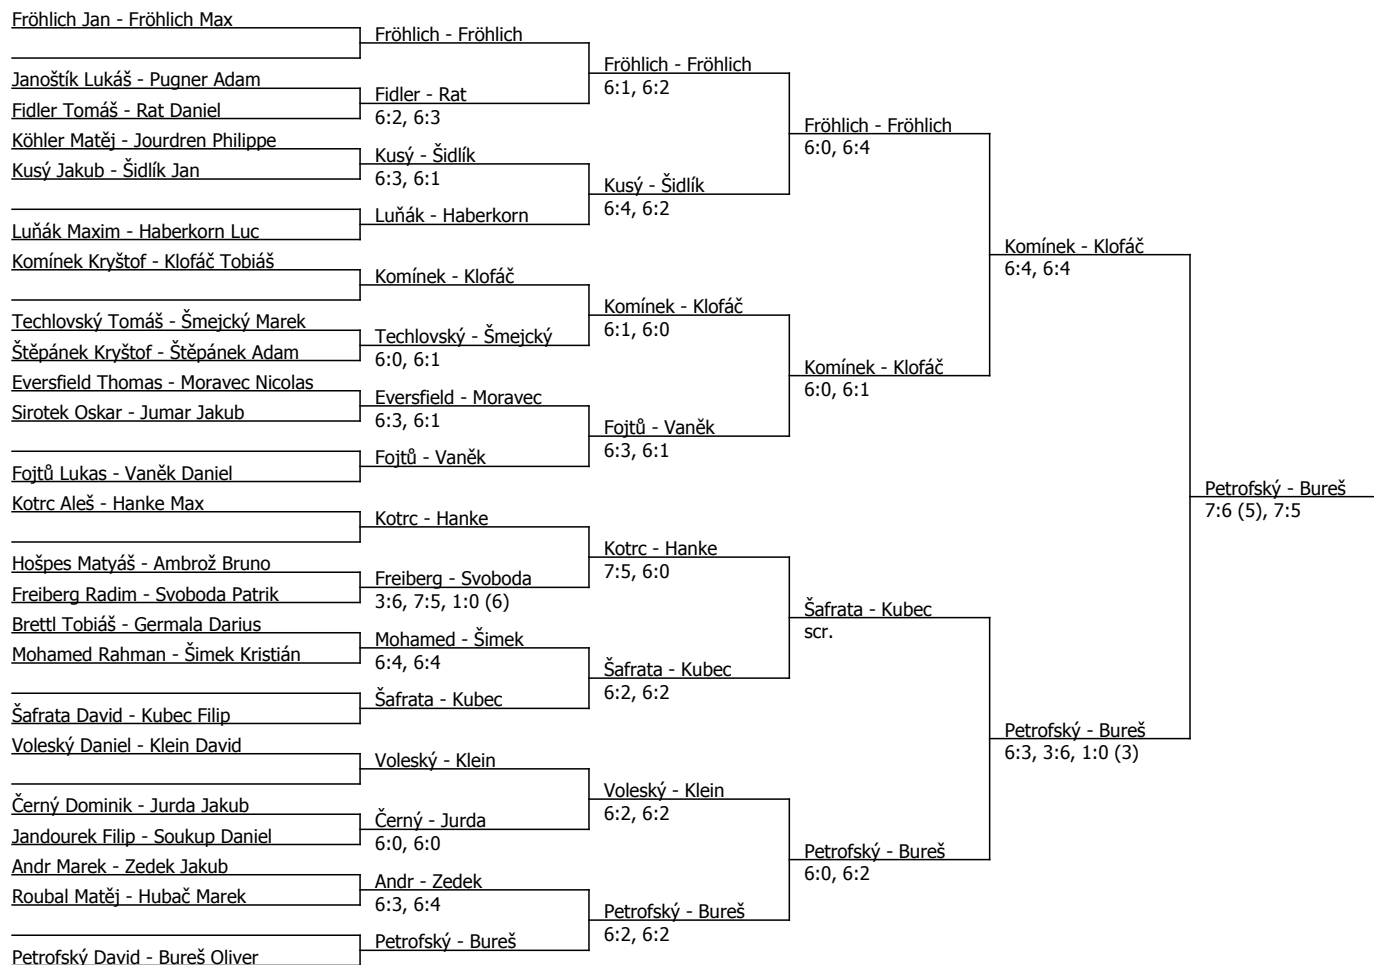 Fröhlich Jan - Fröhlich Max
Janoštík Lukáš - Pugner Adam
Fidler Tomáš - Rat Daniel
Köhler Matěj - Jourdren Philippe
Kusý Jakub - Šidlík Jan
Luňák Maxim - Haberkorn Luc
Komínek Kryštof - Klofáč Tobiáš
Techlovský Tomáš - Šmejcký Marek
Štěpánek Kryštof - Štěpánek Adam
Eversfield Thomas - Moravec Nicolas
Sirotek Oskar - Jumar Jakub
Fojtů Lukas - Vaněk Daniel
Kotrc Aleš - Hanke Max
Hošpes Matyáš - Ambrož Bruno
Freiberg Radim - Svoboda Patrik
Brettl Tobiáš - Germala Darius
Mohamed Rahman - Šimek Kristián
Šafrata David - Kubec Filip
Voleský Daniel - Klein David
Černý Dominik - Jurda Jakub
Jandourek Filip - Soukup Daniel
Andr Marek - Zedek Jakub
Roubal Matěj - Hubač Marek
Petrofský David - Bureš Oliver
Fröhlich - Fröhlich
Fidler - Rat
6:2, 6:3
Kusý - Šidlík
6:3, 6:1
Luňák - Haberkorn
Komínek - Klofáč
Techlovský - Šmejcký
6:0, 6:1
Eversfield - Moravec
6:3, 6:1
Fojtů - Vaněk
Kotrc - Hanke
Freiberg - Svoboda
3:6, 7:5, 1:0 (6)
Mohamed - Šimek
6:4, 6:4
Šafrata - Kubec
Voleský - Klein
Černý - Jurda
6:0, 6:0
Andr - Zedek
6:3, 6:4
Petrofský - Bureš
Fröhlich - Fröhlich
6:1, 6:2
Kusý - Šidlík
6:4, 6:2
Komínek - Klofáč
6:1, 6:0
Fojtů - Vaněk
6:3, 6:1
Kotrc - Hanke
7:5, 6:0
Šafrata - Kubec
6:2, 6:2
Voleský - Klein
6:2, 6:2
Petrofský - Bureš
6:2, 6:2
Fröhlich - Fröhlich
6:0, 6:4
Komínek - Klofáč
6:0, 6:1
Šafrata - Kubec
scr.
Petrofský - Bureš
6:0, 6:2
Komínek - Klofáč
6:4, 6:4
Petrofský - Bureš
6:3, 3:6, 1:0 (3)
Petrofský - Bureš
7:6 (5), 7:5